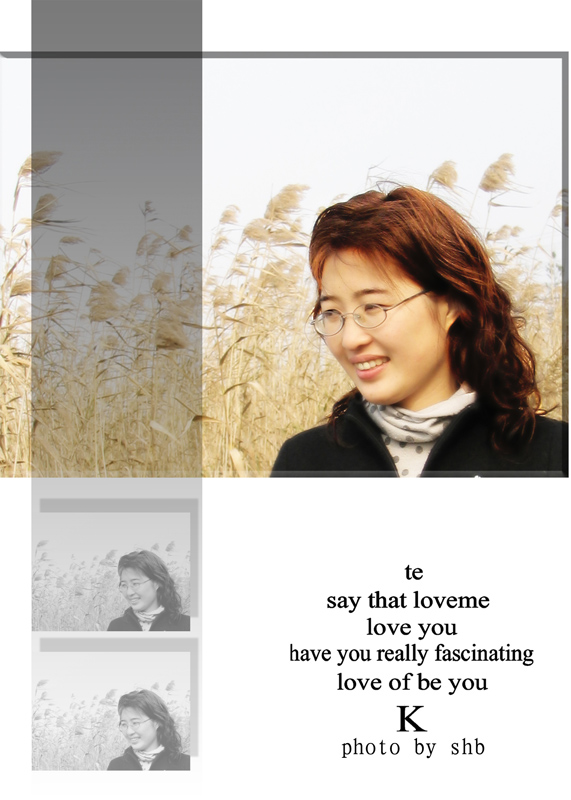 te
say that loveme
love you
have you really fascinating
love of be you
K
photo by shb